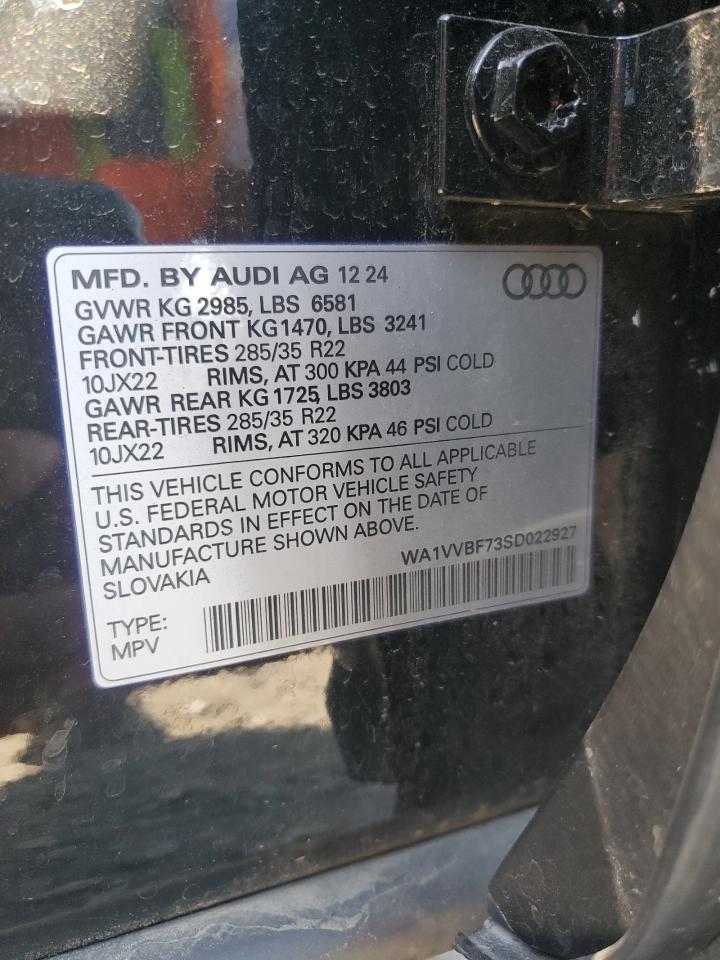 MFD. BY AUDI AG 12 24
GVWR KG 2985, LBS 6581
GAWR FRONT KG1470, LBS 3241
FRONT-TIRES 285/35 R22
10JX22 RIMS, AT 300 KPA 44 PSI COLD
GAWR REAR KG 1725, LBS 3803
REAR-TIRES 285/35 R22
10JX22 RIMS, AT 320 KPA 46 PSI COLD
THIS VEHICLE CONFORMS TO ALL APPLICABLE
U.S. FEDERAL MOTOR VEHICLE SAFETY
STANDARDS IN EFFECT ON THE DATE OF
MANUFACTURE SHOWN ABOVE.
SLOVAKIA
WA1VVBF73SD022927
TYPE:
MPV